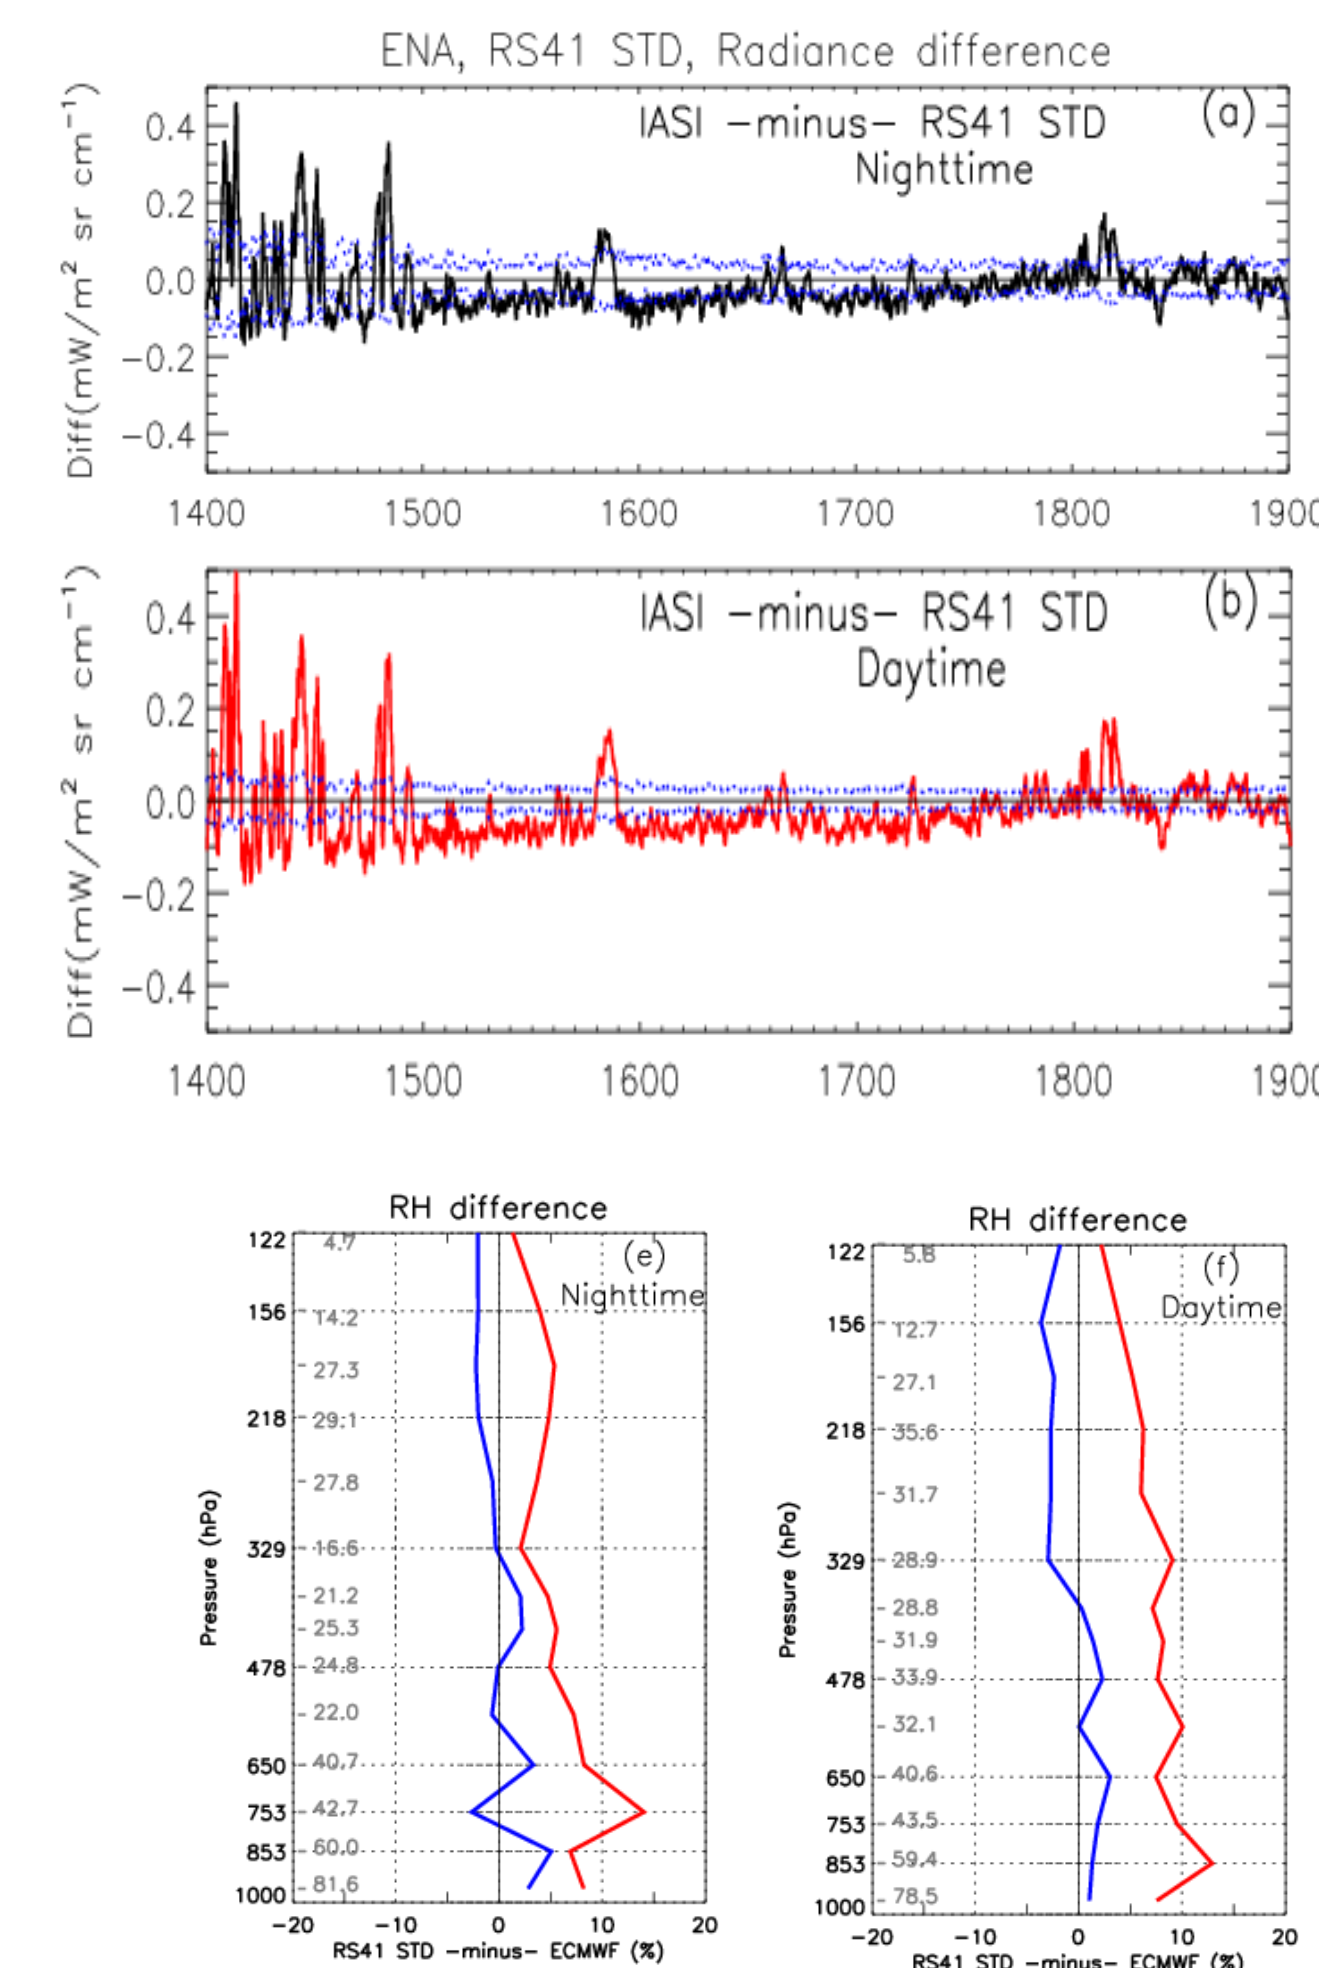 ENA, RS41 STD, Radiance difference
IASI -minus- RS41 STD
(a)
Nighttime
Diff(mW/m² sr cm⁻¹)
0.4
0.2
0.0
-0.2
-0.4
1400 1500 1600 1700 1800 1900
IASI -minus- RS41 STD
(b)
Daytime
Diff(mW/m² sr cm⁻¹)
0.4
0.2
0.0
-0.2
-0.4
1400 1500 1600 1700 1800 1900
RH difference
(e)
Nighttime
Pressure (hPa)
122
156
218
329
478
650
753
853
1000
4.7
14.2
27.3
29.1
27.8
16.6
21.2
25.3
24.8
22.0
40.7
42.7
60.0
81.6
-20 -10 0 10 20
RS41 STD -minus- ECMWF (%)
RH difference
(f)
Daytime
Pressure (hPa)
122
156
218
329
478
650
753
853
1000
5.8
12.7
27.1
35.6
31.7
28.9
28.8
31.9
33.9
32.1
40.6
43.5
59.4
78.5
-20 -10 0 10 20
RS41 STD -minus- ECMWF (%)